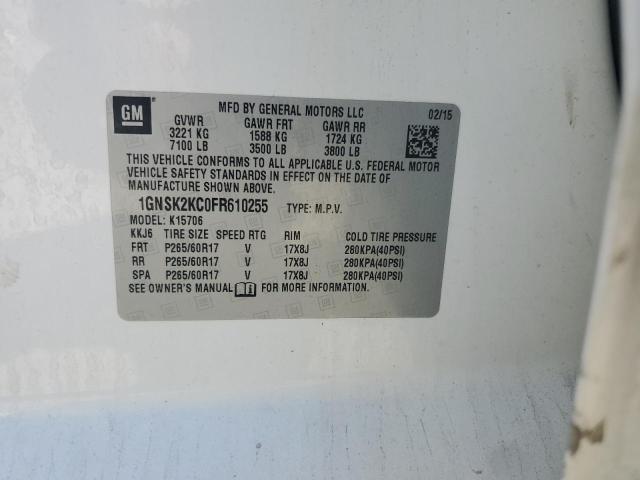 GM
MFD BY GENERAL MOTORS LLC 02/15
GVWR GAWR FRT GAWR RR
3221 KG 1588 KG 1724 KG
7100 LB 3500 LB 3800 LB
THIS VEHICLE CONFORMS TO ALL APPLICABLE U.S. FEDERAL MOTOR
VEHICLE SAFETY STANDARDS IN EFFECT ON THE DATE OF
MANUFACTURE SHOWN ABOVE.
1GNSK2KC0FR610255 TYPE: M.P.V.
MODEL: K15706
KKJ6 TIRE SIZE SPEED RTG RIM COLD TIRE PRESSURE
FRT P265/60R17 V 17X8J 280KPA(40PSI)
RR P265/60R17 V 17X8J 280KPA(40PSI)
SPA P265/60R17 V 17X8J 280KPA(40PSI)
SEE OWNER'S MANUAL FOR MORE INFORMATION.